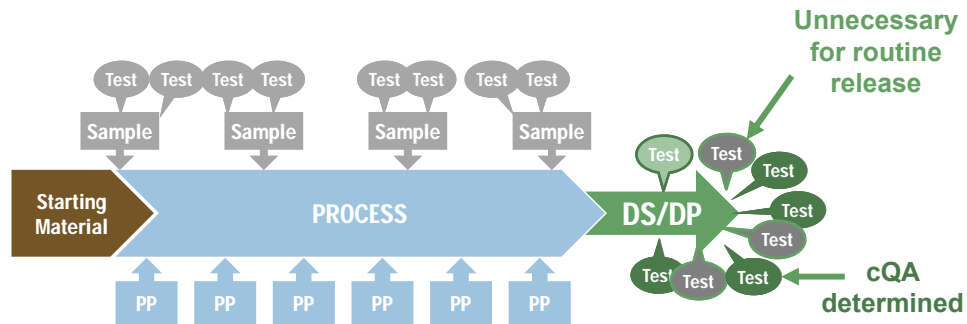 Unnecessary
for routine
release
Test Test Test Test Test Test Test Test
Sample Sample Sample Sample
Test Test
Test
Starting
Material
PROCESS
DS/DP
Test
Test
Test Test Test
PP PP PP PP PP PP
cQA
determined